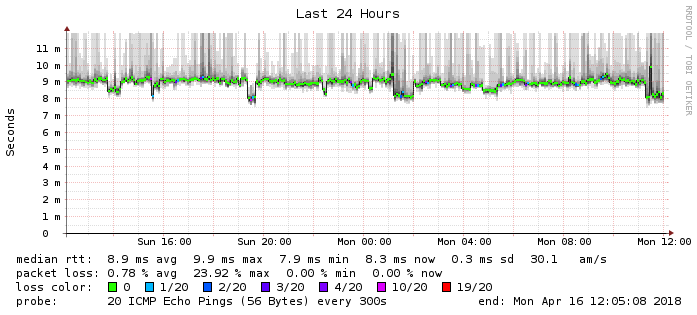 Last 24 Hours
RRDTOOL / TOBI OETIKER
Seconds
11 m
10 m
9 m
8 m
7 m
6 m
5 m
4 m
3 m
2 m
1 m
0
Sun 16:00 Sun 20:00 Mon 00:00 Mon 04:00 Mon 08:00 Mon 12:00
median rtt: 8.9 ms avg 9.9 ms max 7.9 ms min 8.3 ms now 0.3 ms sd 30.1 am/s
packet loss: 0.78 % avg 23.92 % max 0.00 % min 0.00 % now
loss color: 0 1/20 2/20 3/20 4/20 10/20 19/20
probe: 20 ICMP Echo Pings (56 Bytes) every 300s end: Mon Apr 16 12:05:08 2018